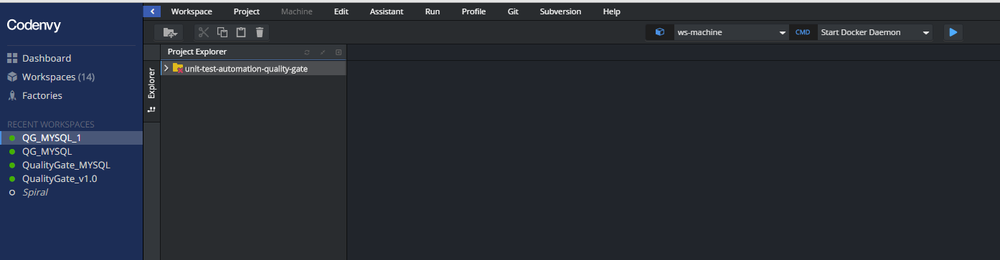 Codenvy
Dashboard
Workspaces (14)
Factories
RECENT WORKSPACES
QG_MYSQL_1
QG_MYSQL
QualityGate_MYSQL
QualityGate_v1.0
Spiral
Workspace Project Machine Edit Assistant Run Profile Git Subversion Help
ws-machine CMD Start Docker Daemon
Explorer
Project Explorer
unit-test-automation-quality-gate